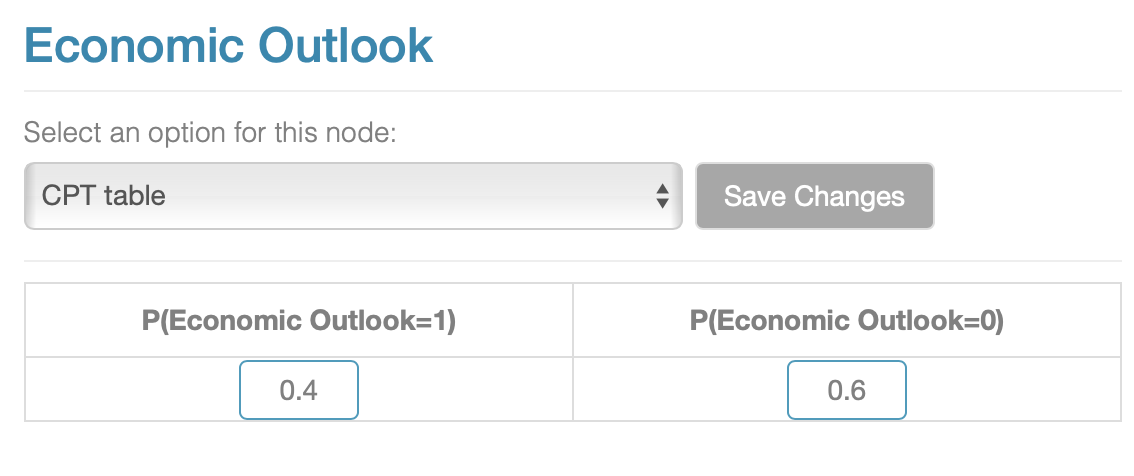 Economic Outlook
Select an option for this node:
CPT table
Save Changes
P(Economic Outlook=1) P(Economic Outlook=0)
0.4 0.6